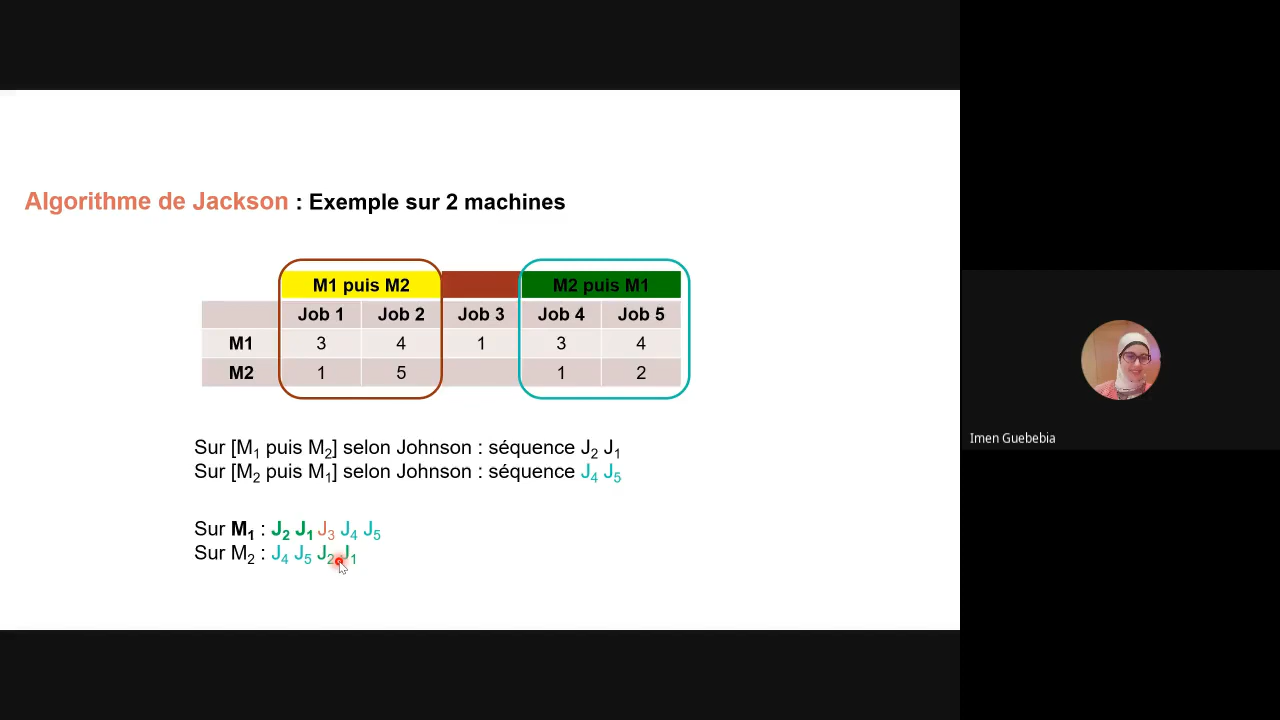 Algorithme de Jackson : Exemple sur 2 machines
M1 puis M2 M2 puis M1
Job 1 Job 2 Job 3 Job 4 Job 5
M1 3 4 1 3 4
M2 1 5 1 2
Sur [M₁ puis M₂] selon Johnson : séquence J₂ J₁
Sur [M₂ puis M₁] selon Johnson : séquence J₄ J₅
Sur M₁ : J₂ J₁ J₃ J₄ J₅
Sur M₂ : J₄ J₅ J₂ J₁
Imen Guebebia